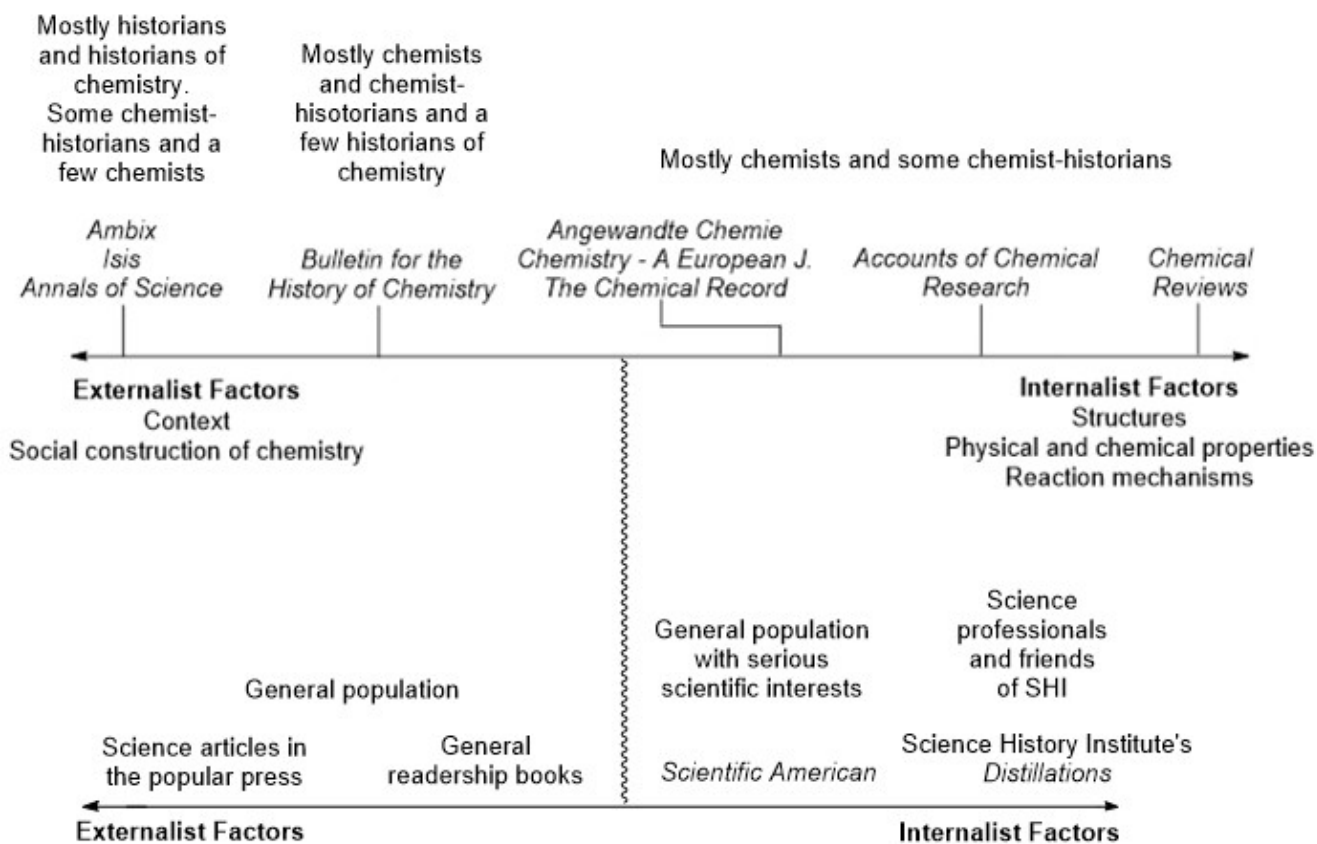 Mostly historians
and historians of
chemistry.
Some chemist-
historians and a
few chemists
Mostly chemists
and chemist-
hisotorians and a
few historians of
chemistry
Mostly chemists and some chemist-historians
Ambix
Isis
Annals of Science
Bulletin for the
History of Chemistry
Angewandte Chemie
Chemistry - A European J.
The Chemical Record
Accounts of Chemical
Research
Chemical
Reviews
Externalist Factors
Context
Social construction of chemistry
Internalist Factors
Structures
Physical and chemical properties
Reaction mechanisms
General population
Science articles in
the popular press
General
readership books
General population
with serious
scientific interests
Scientific American
Science
professionals
and friends
of SHI
Science History Institute's
Distillations
Externalist Factors
Internalist Factors